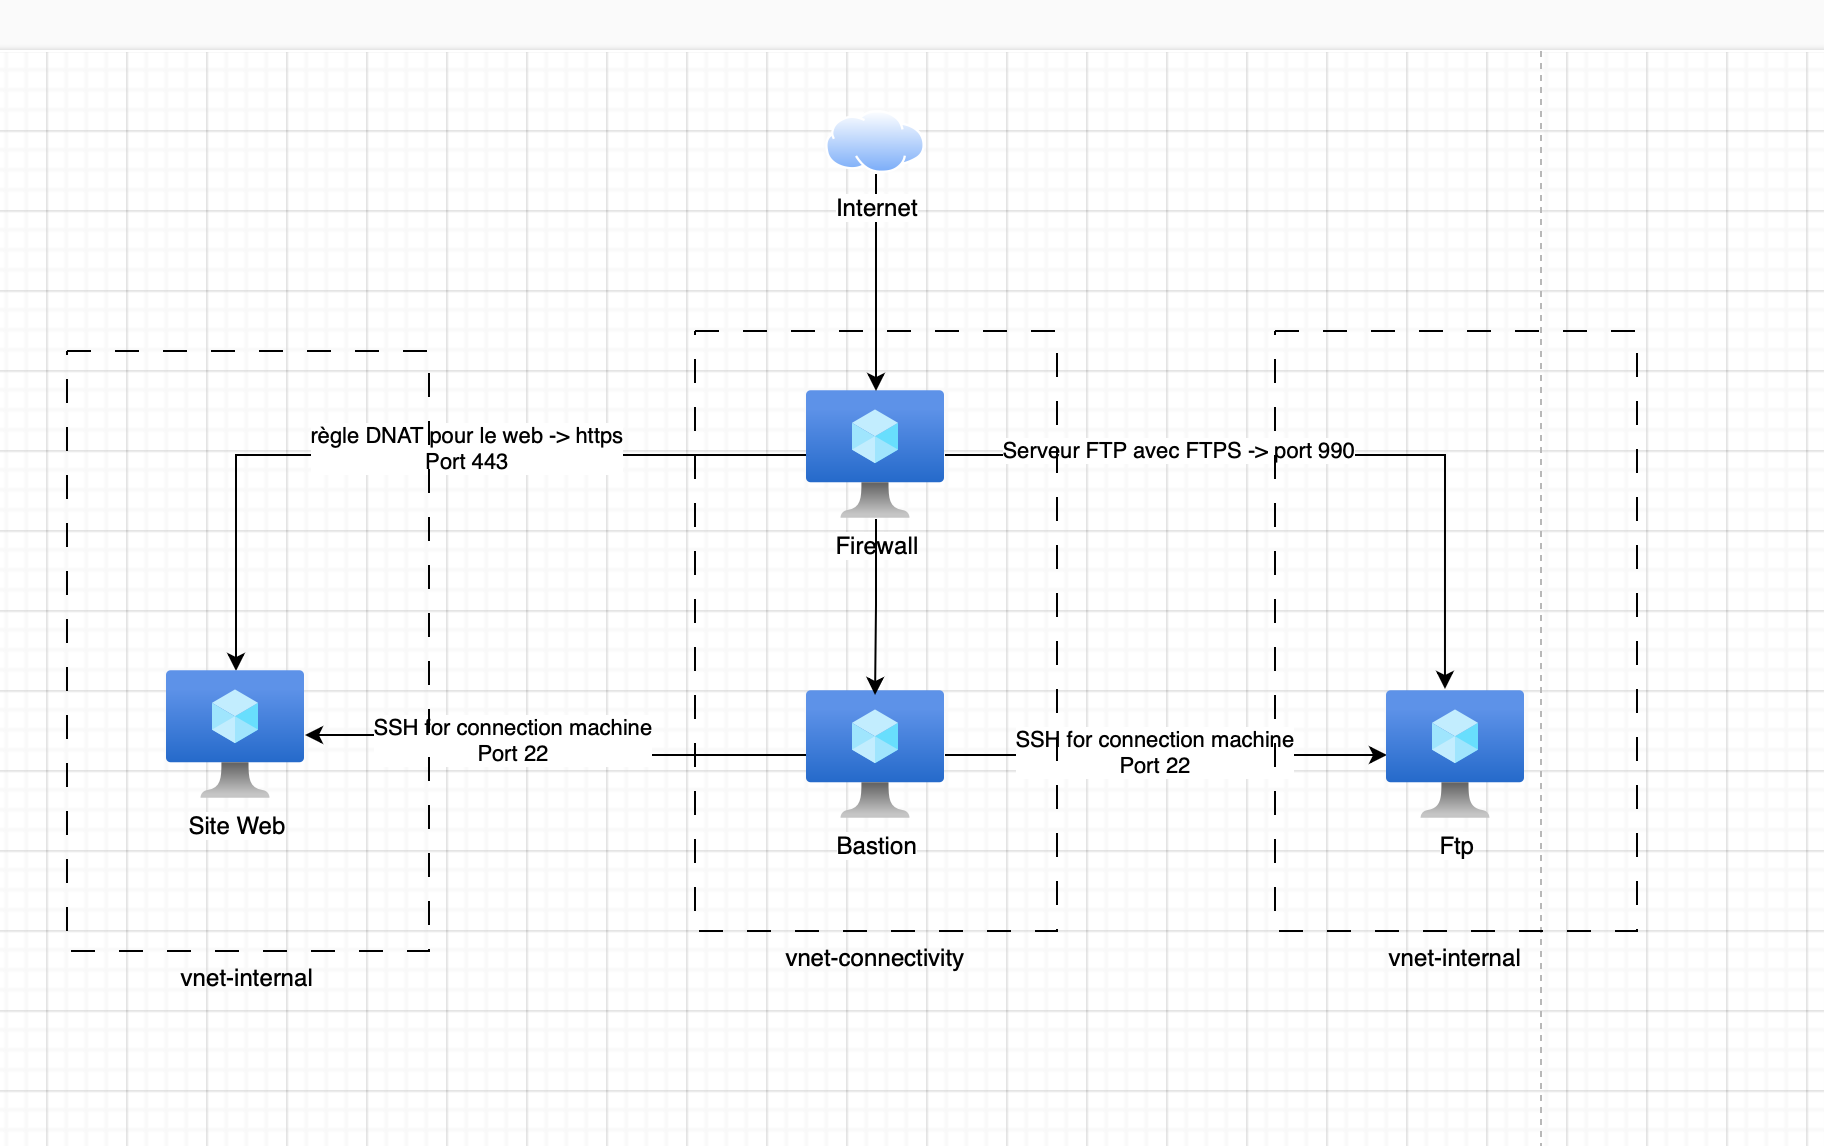 Internet
règle DNAT pour le web -> https
Port 443
Serveur FTP avec FTPS -> port 990
Firewall
SSH for connection machine
Port 22
SSH for connection machine
Port 22
Site Web
Bastion
Ftp
vnet-internal
vnet-connectivity
vnet-internal